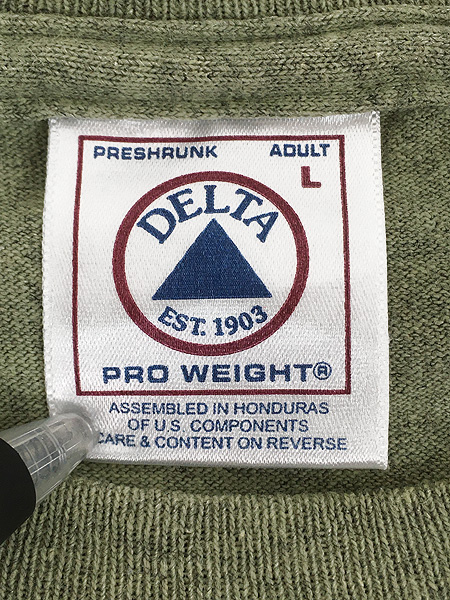 PRESHRUNK ADULT
L
DELTA
EST. 1903
PRO WEIGHT®
ASSEMBLED IN HONDURAS
OF U.S. COMPONENTS
CARE & CONTENT ON REVERSE